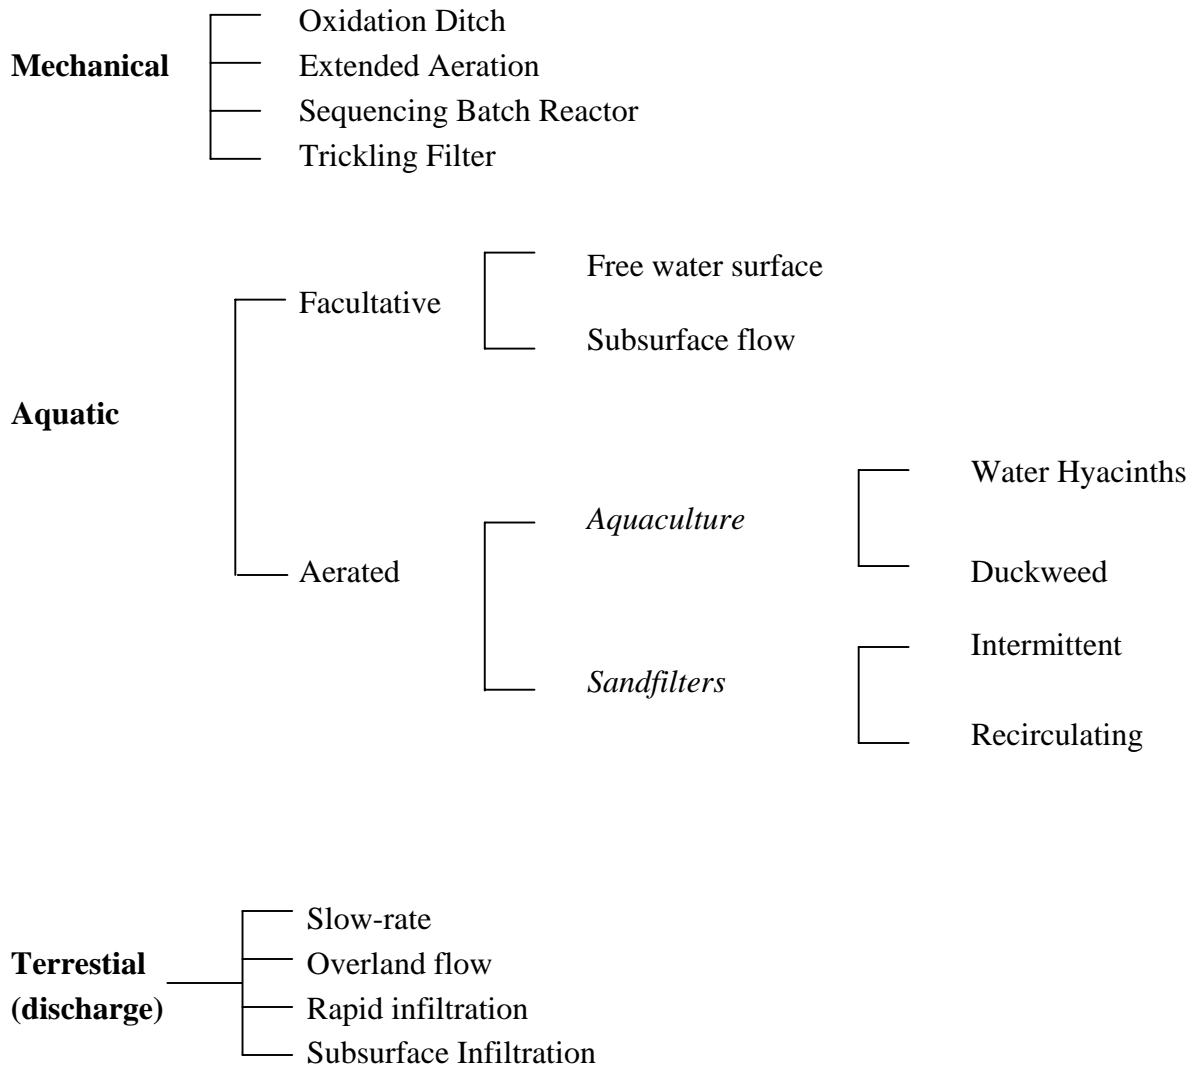 Oxidation Ditch
Mechanical
Extended Aeration
Sequencing Batch Reactor
Trickling Filter
Free water surface
Facultative
Subsurface flow
Aquatic
Water Hyacinths
Aquaculture
Aerated
Duckweed
Intermittent
Sandfilters
Recirculating
Slow-rate
Terrestial
(discharge)
Overland flow
Rapid infiltration
Subsurface Infiltration